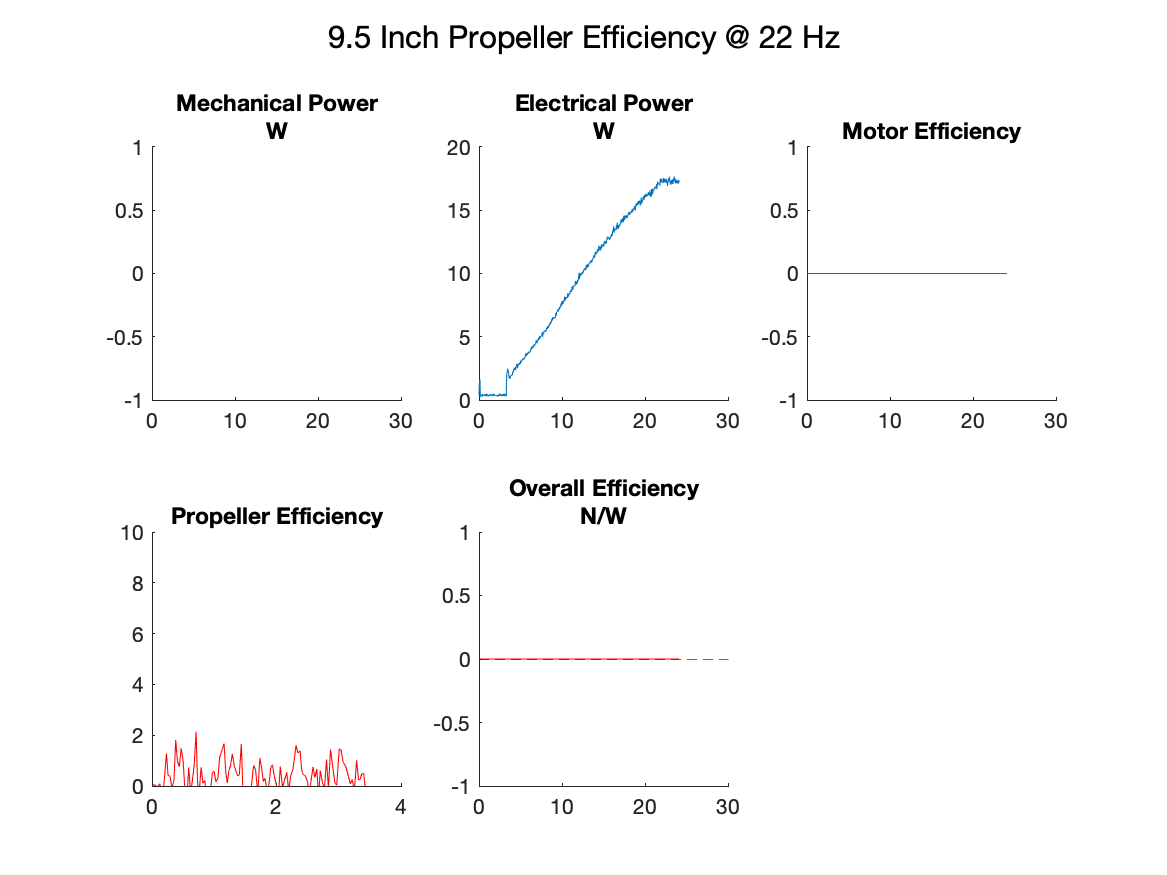 9.5 Inch Propeller Efficiency @ 22 Hz
Mechanical Power
W
1
0.5
0
-0.5
-1
0 10 20 30
Electrical Power
W
20
15
10
5
0
0 10 20 30
Motor Efficiency
1
0.5
0
-0.5
-1
0 10 20 30
Propeller Efficiency
10
8
6
4
2
0
0 2 4
Overall Efficiency
N/W
1
0.5
0
-0.5
-1
0 10 20 30